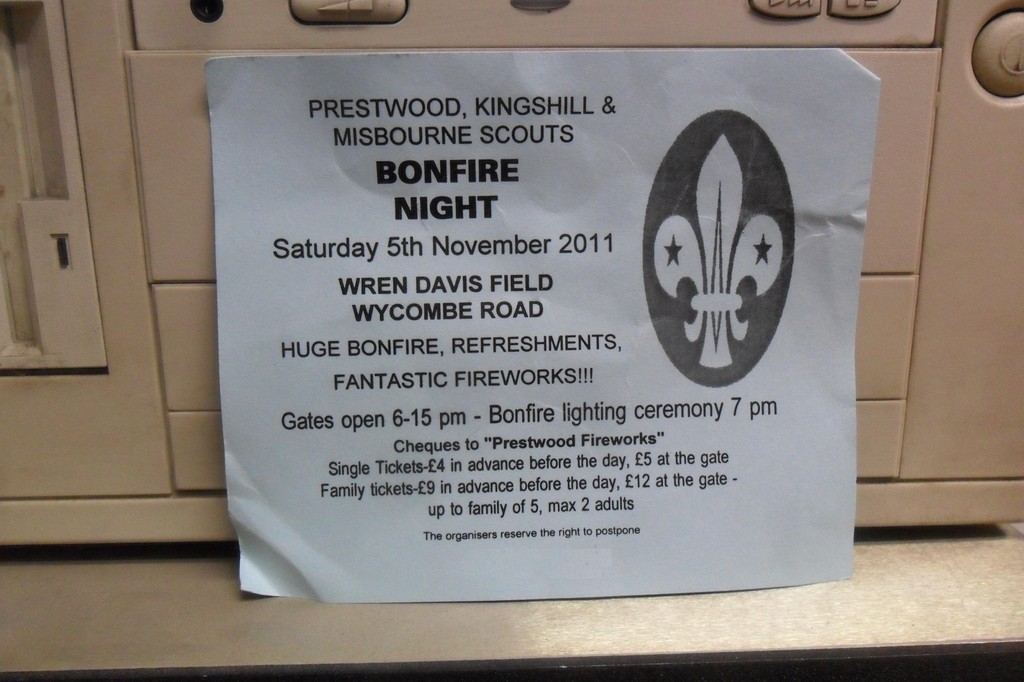 PRESTWOOD, KINGSHILL &
MISBOURNE SCOUTS
BONFIRE
NIGHT
Saturday 5th November 2011
WREN DAVIS FIELD
WYCOMBE ROAD
HUGE BONFIRE, REFRESHMENTS,
FANTASTIC FIREWORKS!!!
Gates open 6-15 pm - Bonfire lighting ceremony 7 pm
Cheques to "Prestwood Fireworks"
Single Tickets-£4 in advance before the day, £5 at the gate
Family tickets-£9 in advance before the day, £12 at the gate -
up to family of 5, max 2 adults
The organisers reserve the right to postpone